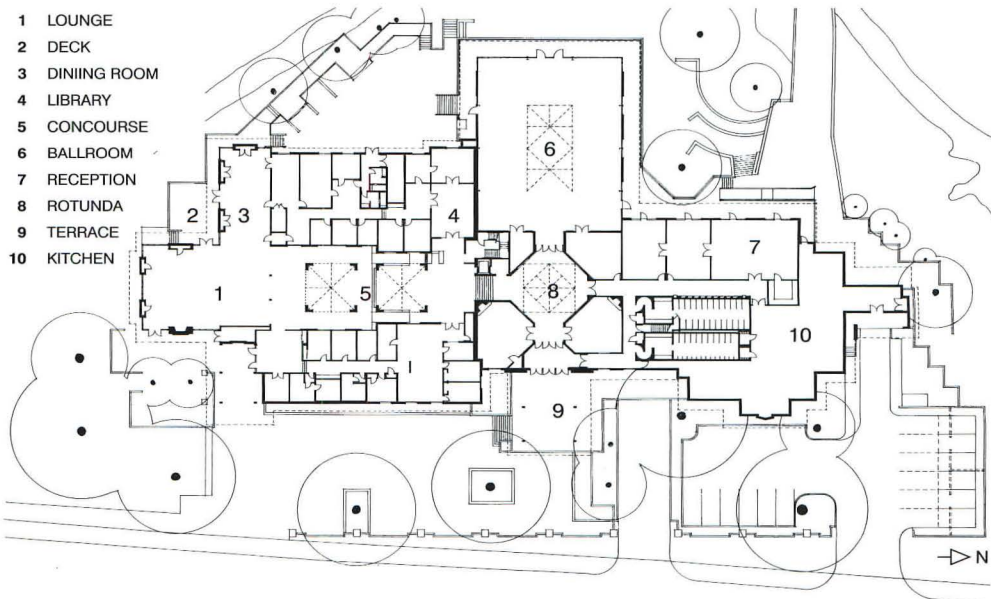 1 LOUNGE
2 DECK
3 DINIING ROOM
4 LIBRARY
5 CONCOURSE
6 BALLROOM
7 RECEPTION
8 ROTUNDA
9 TERRACE
10 KITCHEN
6
2
3
4
7
1
5
8
10
9
N